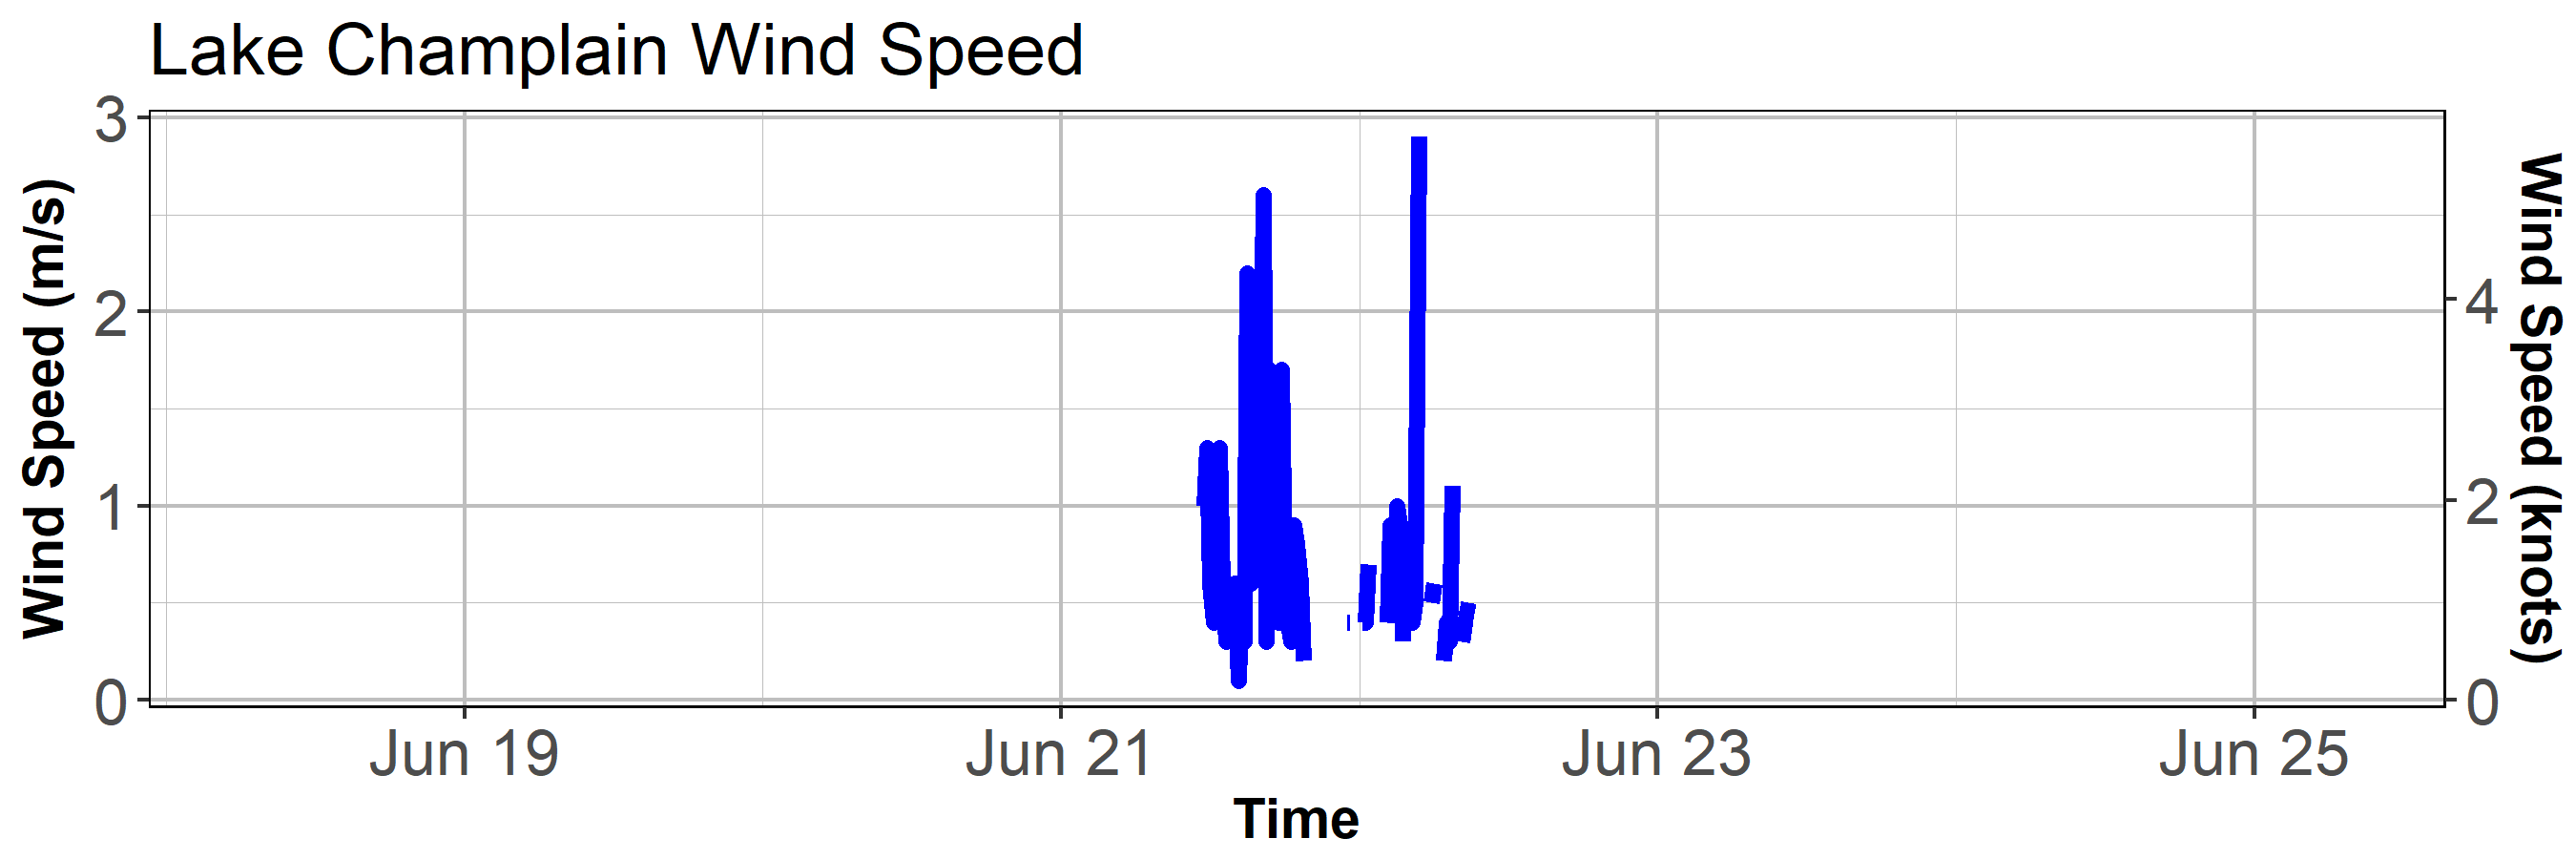 Lake Champlain Wind Speed
Wind Speed (m/s)
3
2
1
0
Wind Speed (knots)
4
2
0
Jun 19
Jun 21
Jun 23
Jun 25
Time